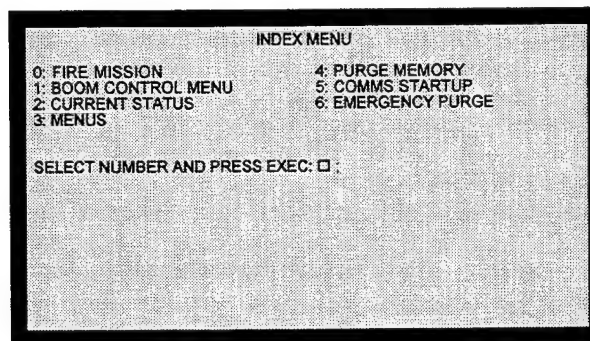 INDEX MENU
0: FIRE MISSION
1: BOOM CONTROL MENU
2: CURRENT STATUS
3: MENUS
4: PURGE MEMORY
5: COMMS STARTUP
6: EMERGENCY PURGE
SELECT NUMBER AND PRESS EXEC: □ ;